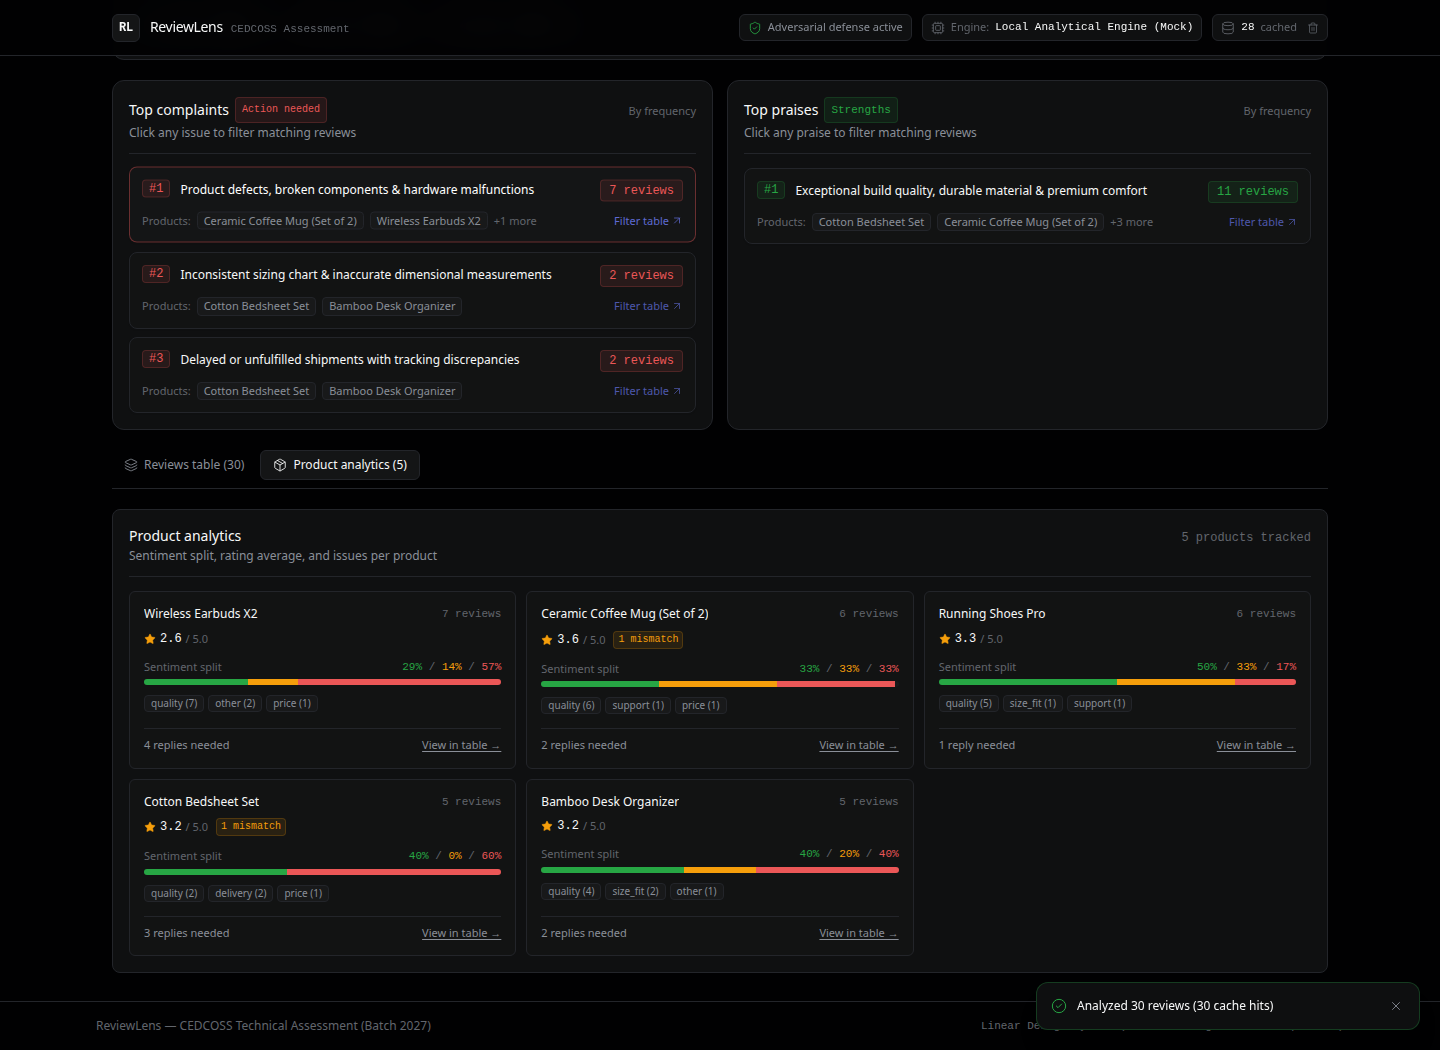 RL ReviewLens CEDCOSS Assessment
Adversarial defense active
Engine: Local Analytical Engine (Mock)
28 cached
Top complaints Action needed By frequency
Click any issue to filter matching reviews
#1 Product defects, broken components & hardware malfunctions 7 reviews
Products: Ceramic Coffee Mug (Set of 2) Wireless Earbuds X2 +1 more Filter table
#2 Inconsistent sizing chart & inaccurate dimensional measurements 2 reviews
Products: Cotton Bedsheet Set Bamboo Desk Organizer Filter table
#3 Delayed or unfulfilled shipments with tracking discrepancies 2 reviews
Products: Cotton Bedsheet Set Bamboo Desk Organizer Filter table
Top praises Strengths By frequency
Click any praise to filter matching reviews
#1 Exceptional build quality, durable material & premium comfort 11 reviews
Products: Cotton Bedsheet Set Ceramic Coffee Mug (Set of 2) +3 more Filter table
Reviews table (30)
Product analytics (5)
Product analytics
Sentiment split, rating average, and issues per product
5 products tracked
Wireless Earbuds X2 7 reviews
2.6 / 5.0
Sentiment split 29% / 14% / 57%
quality (7) other (2) price (1)
4 replies needed View in table →
Ceramic Coffee Mug (Set of 2) 6 reviews
3.6 / 5.0 1 mismatch
Sentiment split 33% / 33% / 33%
quality (6) support (1) price (1)
2 replies needed View in table →
Running Shoes Pro 6 reviews
3.3 / 5.0
Sentiment split 50% / 33% / 17%
quality (5) size_fit (1) support (1)
1 reply needed View in table →
Cotton Bedsheet Set 5 reviews
3.2 / 5.0 1 mismatch
Sentiment split 40% / 0% / 60%
quality (2) delivery (2) price (1)
3 replies needed View in table →
Bamboo Desk Organizer 5 reviews
3.2 / 5.0
Sentiment split 40% / 20% / 40%
quality (4) size_fit (2) other (1)
2 replies needed View in table →
Analyzed 30 reviews (30 cache hits)
ReviewLens — CEDCOSS Technical Assessment (Batch 2027)
Linear